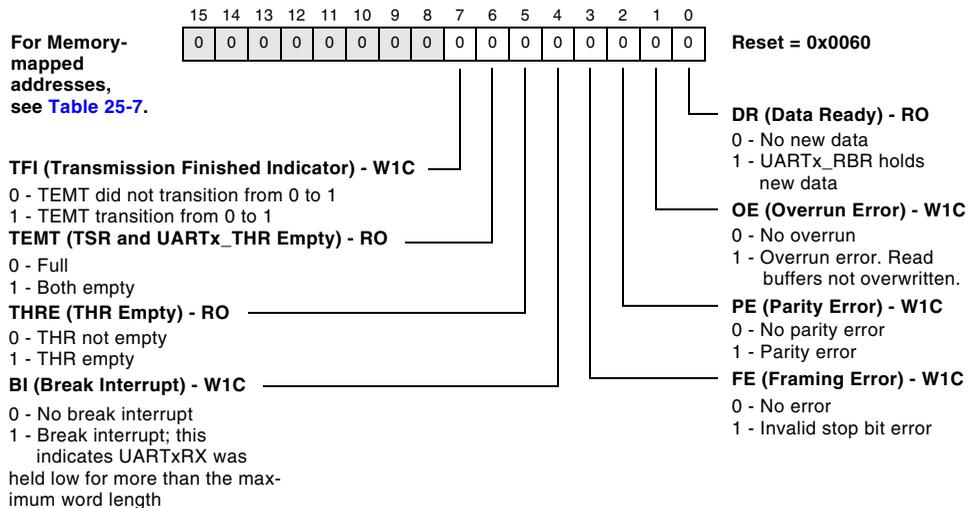 15 14 13 12 11 10 9 8 7 6 5 4 3 2 1 0
0 0 0 0 0 0 0 0 0 0 0 0 0 0 0 0
Reset = 0x0060
For Memory-
mapped
addresses,
see Table 25-7.
TFI (Transmission Finished Indicator) - W1C
0 - TEMT did not transition from 0 to 1
1 - TEMT transition from 0 to 1
TEMT (TSR and UARTx_THR Empty) - RO
0 - Full
1 - Both empty
THRE (THR Empty) - RO
0 - THR not empty
1 - THR empty
BI (Break Interrupt) - W1C
0 - No break interrupt
1 - Break interrupt; this
indicates UARTxRX was
held low for more than the max-
imum word length
DR (Data Ready) - RO
0 - No new data
1 - UARTx_RBR holds
new data
OE (Overrun Error) - W1C
0 - No overrun
1 - Overrun error. Read
buffers not overwritten.
PE (Parity Error) - W1C
0 - No parity error
1 - Parity error
FE (Framing Error) - W1C
0 - No error
1 - Invalid stop bit error